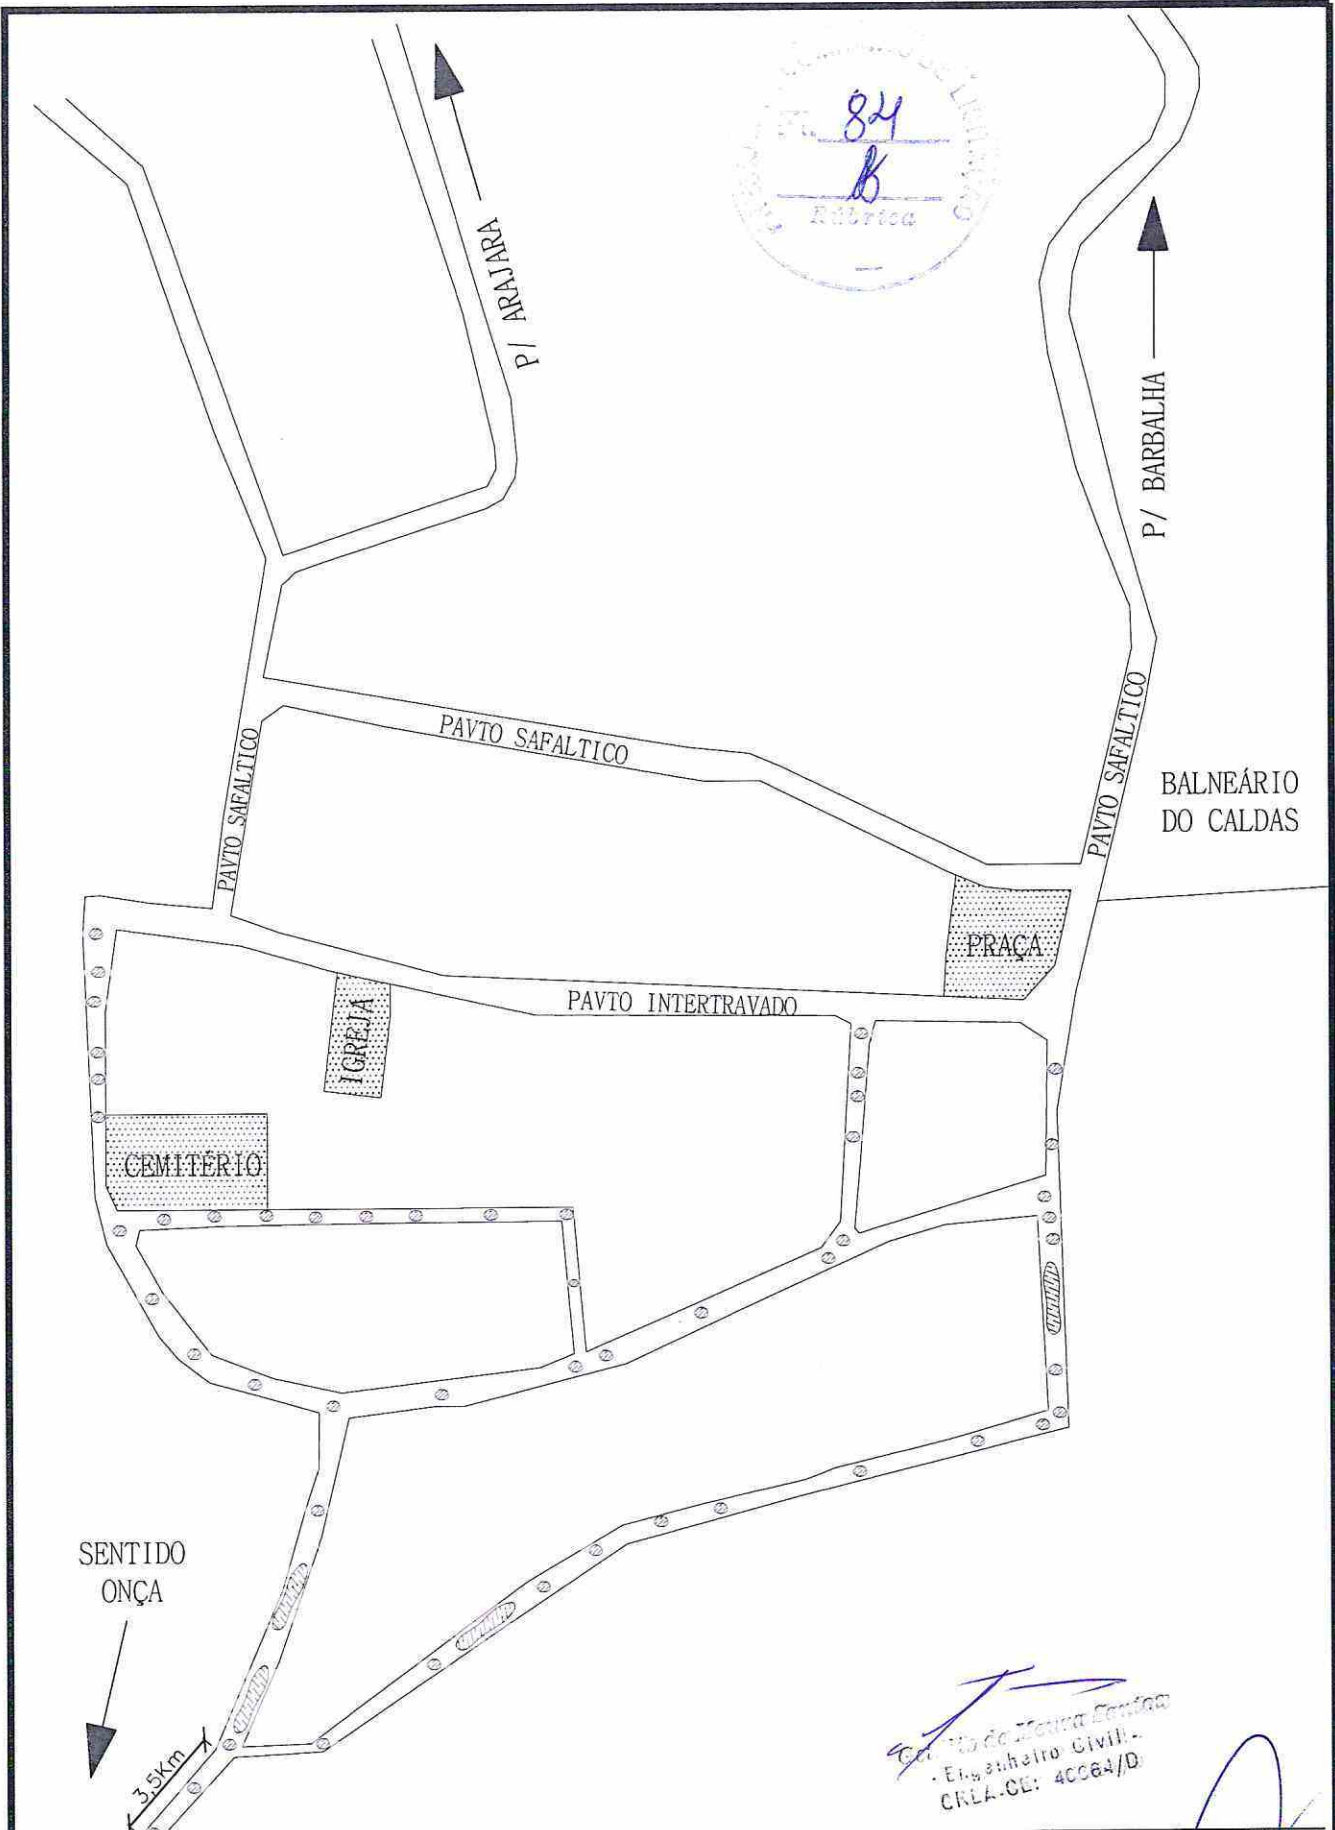 84
Rúbrica
P/ ARAJARA
P/ BARBALHA
PAVTO SAFALTICO
PAVTO SAFALTICO
PAVTO SAFALTICO
BALNEÁRIO
DO CALDAS
PRAÇA
PAVTO INTERTRAVADO
IGREJA
CEMITÉRIO
SENTIDO
ONÇA
3,5Km
Engenheiro Civil
CREA-CE: